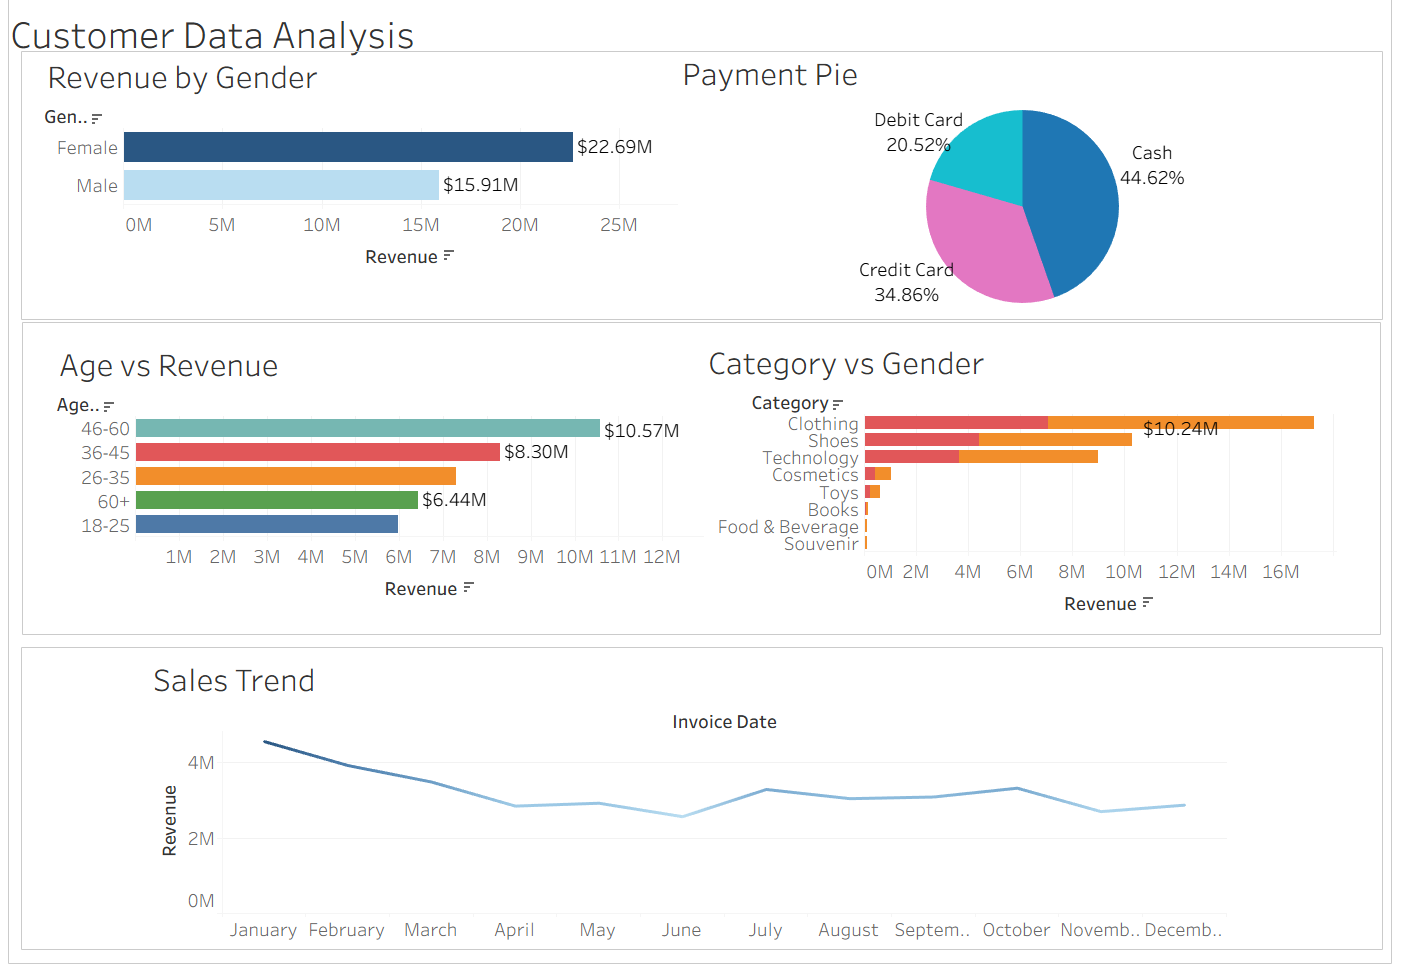 Customer Data Analysis
Revenue by Gender
Gen..
Female
$22.69M
Male
$15.91M
0M 5M 10M 15M 20M 25M
Revenue
Payment Pie
Debit Card
20.52%
Cash
44.62%
Credit Card
34.86%
Age vs Revenue
Age..
46-60
$10.57M
36-45
$8.30M
26-35
60+
$6.44M
18-25
1M 2M 3M 4M 5M 6M 7M 8M 9M 10M 11M 12M
Revenue
Category vs Gender
Category
Clothing
$10.24M
Shoes
Technology
Cosmetics
Toys
Books
Food & Beverage
Souvenir
0M 2M 4M 6M 8M 10M 12M 14M 16M
Revenue
Sales Trend
Invoice Date
4M
2M
0M
Revenue
January February March April May June July August Septem.. October Novemb.. Decemb..